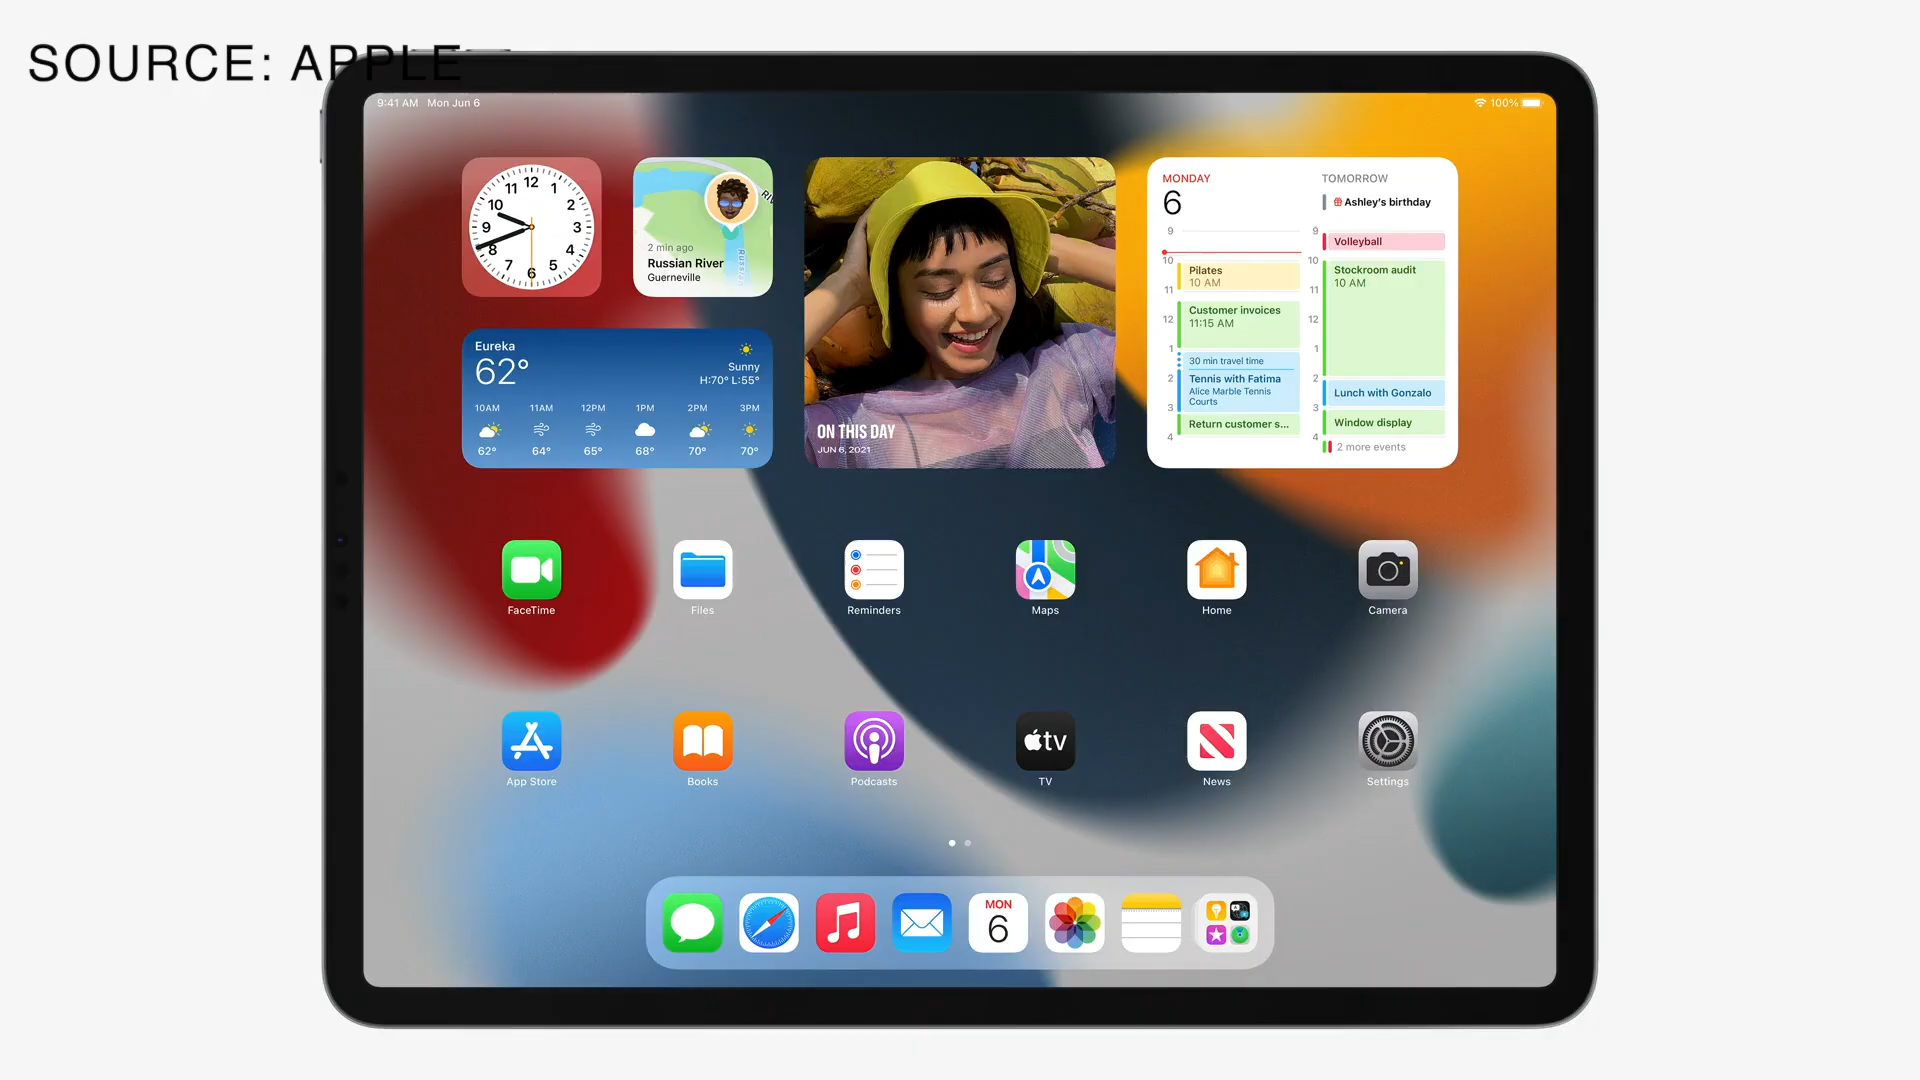 SOURCE: APPLE
9:41 AM Mon Jun 6
100%
12
11 1
10 2
9 3
8 4
7 5
6
2 min ago
Russian River
Guerneville
Eureka
62°
Sunny
H:70° L:55°
10AM 11AM 12PM 1PM 2PM 3PM
62° 64° 65° 68° 70° 70°
ON THIS DAY
JUN 6, 2021
MONDAY
6
9
10
11
12
1
2
3
4
Pilates
10 AM
Customer invoices
11:15 AM
30 min travel time
Tennis with Fatima
Alice Marble Tennis
Courts
Return customer s...
TOMORROW
Ashley's birthday
9
10
11
12
1
2
3
4
Volleyball
Stockroom audit
10 AM
Lunch with Gonzalo
Window display
2 more events
FaceTime
Files
Reminders
Maps
Home
Camera
tv
App Store
Books
Podcasts
TV
News
Settings
MON
6